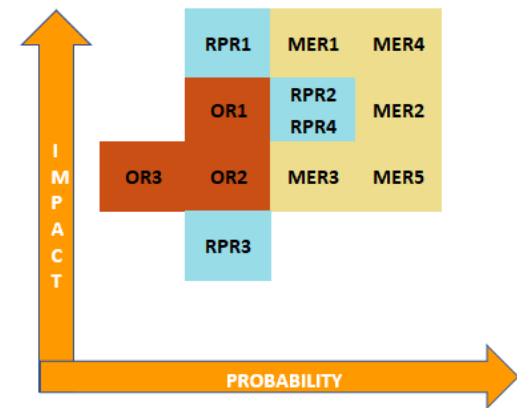 RPR1 MER1 MER4
OR1 RPR2 MER2
RPR4
OR3 OR2 MER3 MER5
RPR3
IMPACT
PROBABILITY